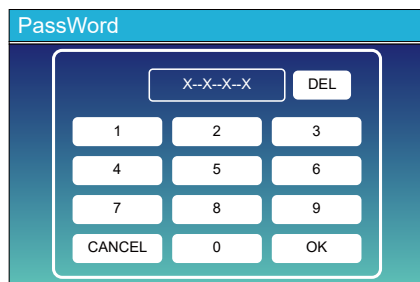 PassWord
X--X--X--X DEL
1 2 3
4 5 6
7 8 9
CANCEL 0 OK